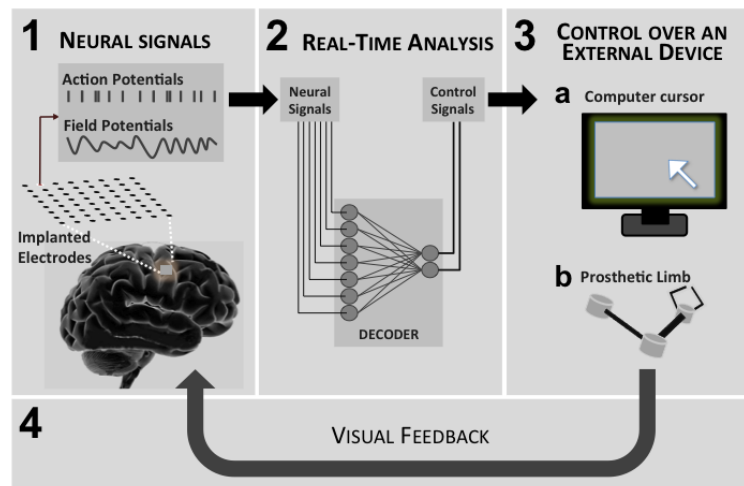 1 NEURAL SIGNALS
Action Potentials
Field Potentials
Implanted
Electrodes
2 REAL-TIME ANALYSIS
Neural
Signals
Control
Signals
DECODER
3 CONTROL OVER AN
EXTERNAL DEVICE
a Computer cursor
b Prosthetic Limb
4 VISUAL FEEDBACK